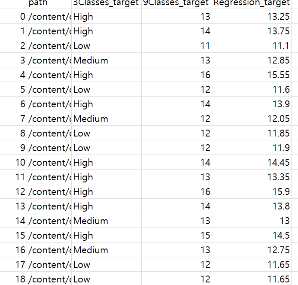 path 3Classes_target 9Classes_target Regression_target
0 /content/c High 13 13.25
1 /content/c High 14 13.75
2 /content/c Low 11 11.1
3 /content/c Medium 13 12.85
4 /content/c High 16 15.55
5 /content/c Low 12 11.6
6 /content/c High 14 13.9
7 /content/c Medium 12 12.05
8 /content/c Low 12 11.85
9 /content/c Low 12 11.9
10 /content/c High 14 14.45
11 /content/c High 13 13.35
12 /content/c High 16 15.9
13 /content/c High 14 13.8
14 /content/c Medium 13 13
15 /content/c High 15 14.5
16 /content/c Medium 13 12.75
17 /content/c Low 12 11.65
18 /content/c Low 12 11.65